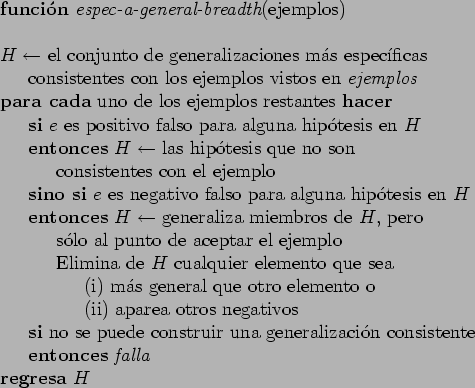 función espec-a-general-breadth(ejemplos)
H ← el conjunto de generalizaciones más específicas
consistentes con los ejemplos vistos en ejemplos
para cada uno de los ejemplos restantes hacer
si e es positivo falso para alguna hipótesis en H
entonces H ← las hipótesis que no son
consistentes con el ejemplo
sino si e es negativo falso para alguna hipótesis en H
entonces H ← generaliza miembros de H, pero
sólo al punto de aceptar el ejemplo
Elimina de H cualquier elemento que sea
(i) más general que otro elemento o
(ii) aparea otros negativos
si no se puede construir una generalización consistente
entonces falla
regresa H